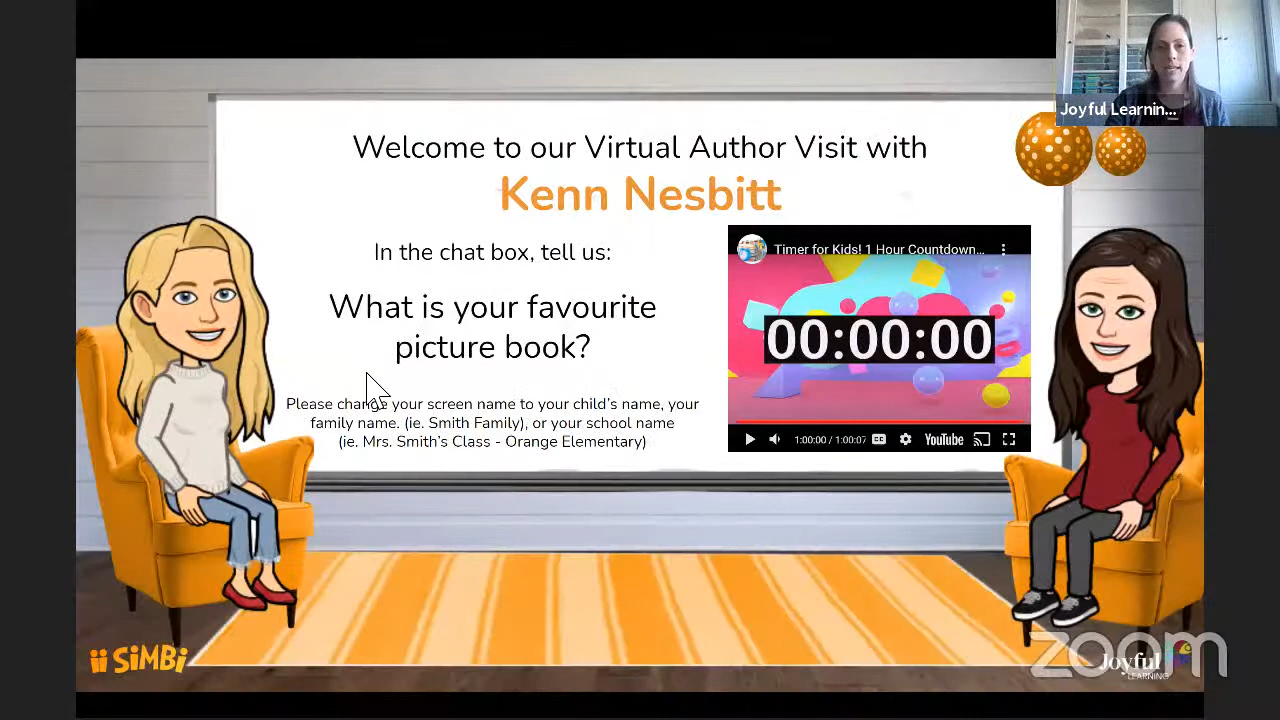 Joyful Learnin...
Welcome to our Virtual Author Visit with
Kenn Nesbitt
In the chat box, tell us:
What is your favourite
picture book?
Please change your screen name to your child's name, your
family name. (ie. Smith Family), or your school name
(ie. Mrs. Smith's Class - Orange Elementary)
Timer for Kids! 1 Hour Countdown...
00:00:00
1:00:00 / 1:00:07
CC
YouTube
SiMBi
zoom
Joyful
LEARNING